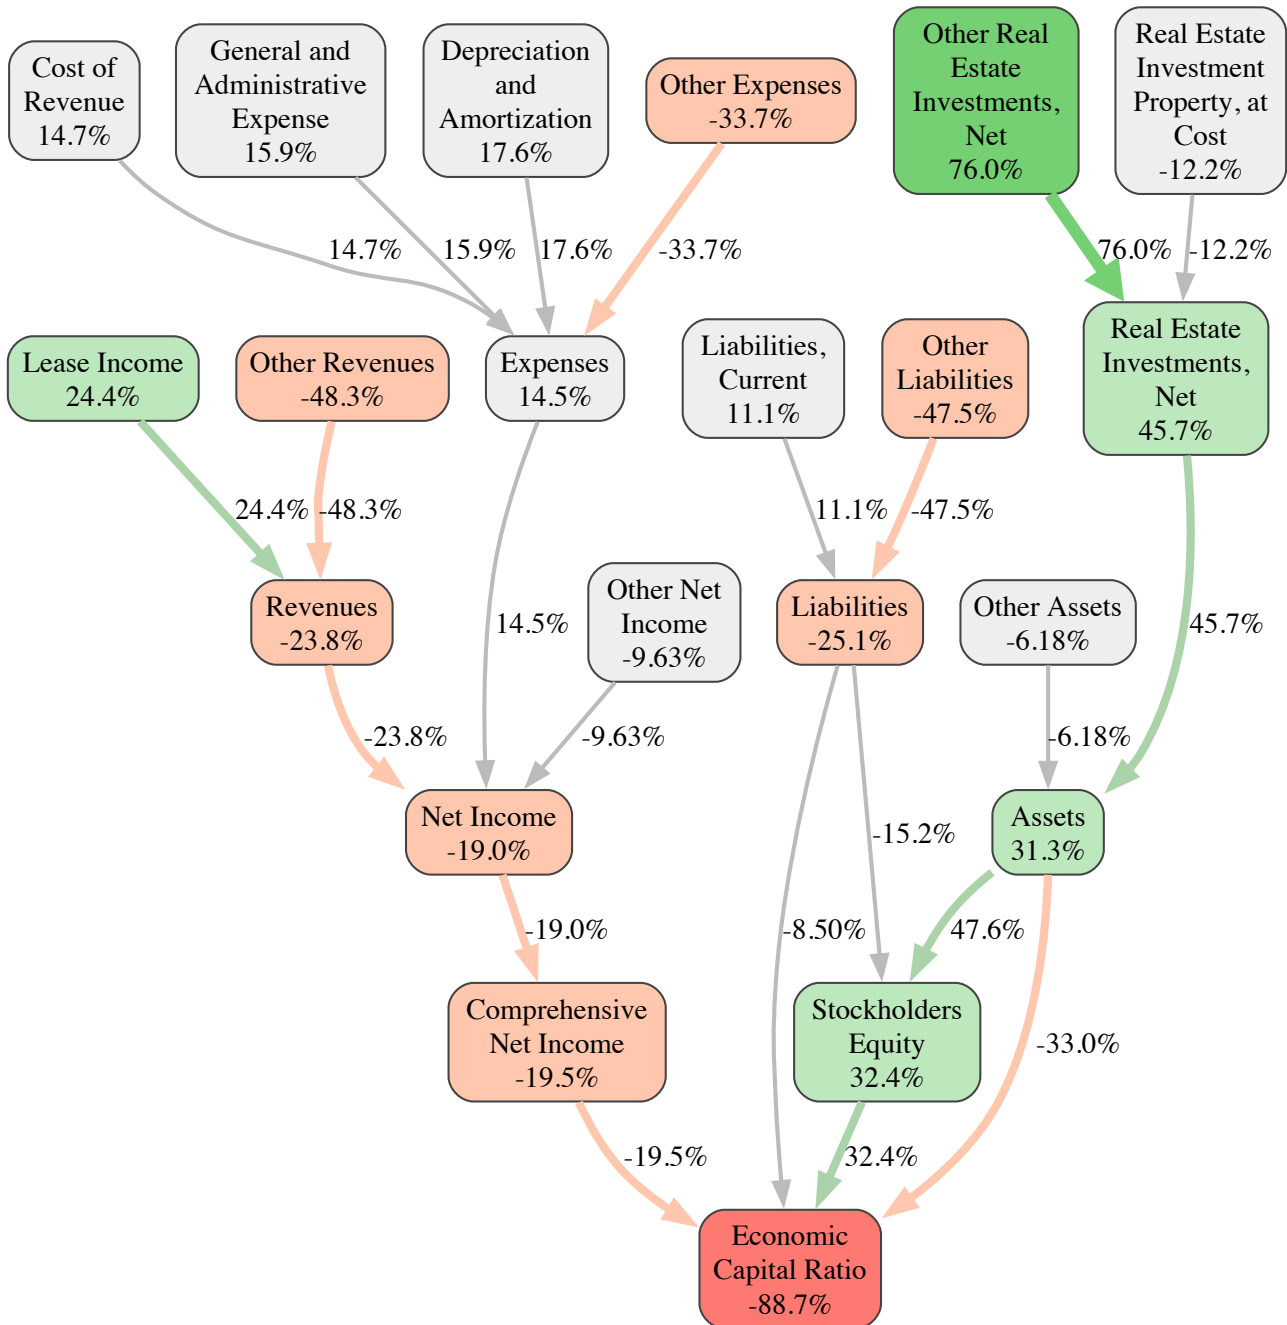 Cost of
Revenue
14.7%
General and
Administrative
Expense
15.9%
Depreciation
and
Amortization
17.6%
Other Expenses
-33.7%
Other Real
Estate
Investments,
Net
76.0%
Real Estate
Investment
Property, at
Cost
-12.2%
14.7%
15.9%
17.6%
-33.7%
76.0%
-12.2%
Lease Income
24.4%
Other Revenues
-48.3%
Expenses
14.5%
Liabilities,
Current
11.1%
Other
Liabilities
-47.5%
Real Estate
Investments,
Net
45.7%
24.4%
-48.3%
11.1%
-47.5%
Revenues
-23.8%
14.5%
Other Net
Income
-9.63%
Liabilities
-25.1%
Other Assets
-6.18%
45.7%
-23.8%
-9.63%
-6.18%
Net Income
-19.0%
-15.2%
Assets
31.3%
-19.0%
-8.50%
47.6%
Comprehensive
Net Income
-19.5%
Stockholders
Equity
32.4%
-33.0%
-19.5%
32.4%
Economic
Capital Ratio
-88.7%